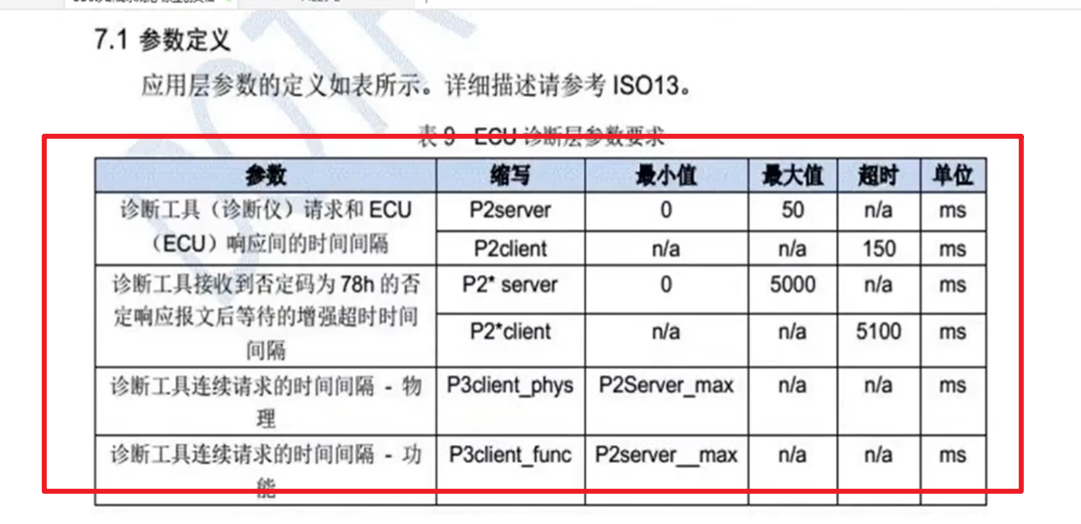 7.1 参数定义
应用层参数的定义如表所示。详细描述请参考 ISO13。
表 9 ECU 诊断层参数要求
参数 缩写 最小值 最大值 超时 单位
诊断工具（诊断仪）请求和 ECU
（ECU）响应间的时间间隔
P2server 0 50 n/a ms
P2client n/a n/a 150 ms
诊断工具接收到否定码为 78h 的否
定响应报文后等待的增强超时时间
间隔
P2* server 0 5000 n/a ms
P2*client n/a n/a 5100 ms
诊断工具连续请求的时间间隔 - 物
理
P3client_phys P2Server_max n/a n/a ms
诊断工具连续请求的时间间隔 - 功
能
P3client_func P2server__max n/a n/a ms